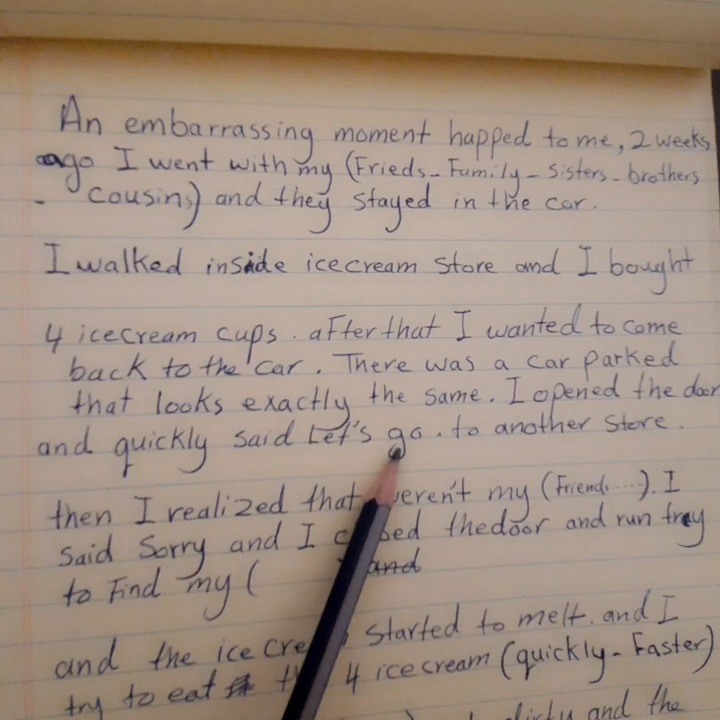 An embarrassing moment happed to me, 2 weeks
ago I went with my (Frieds - Family - sisters - brothers
- cousins) and they stayed in the car.
I walked inside icecream store and I bought
4 icecream cups. after that I wanted to come
back to the car. There was a car parked
that looks exactly the same. I opened the door
and quickly said Let's go. to another store.
then I realized that weren't my (Friends ....). I
said sorry and I the door and run
to Find my ( and
and the ice started to melt. and I
try to eat 4 icecream (quickly - Faster)
and the